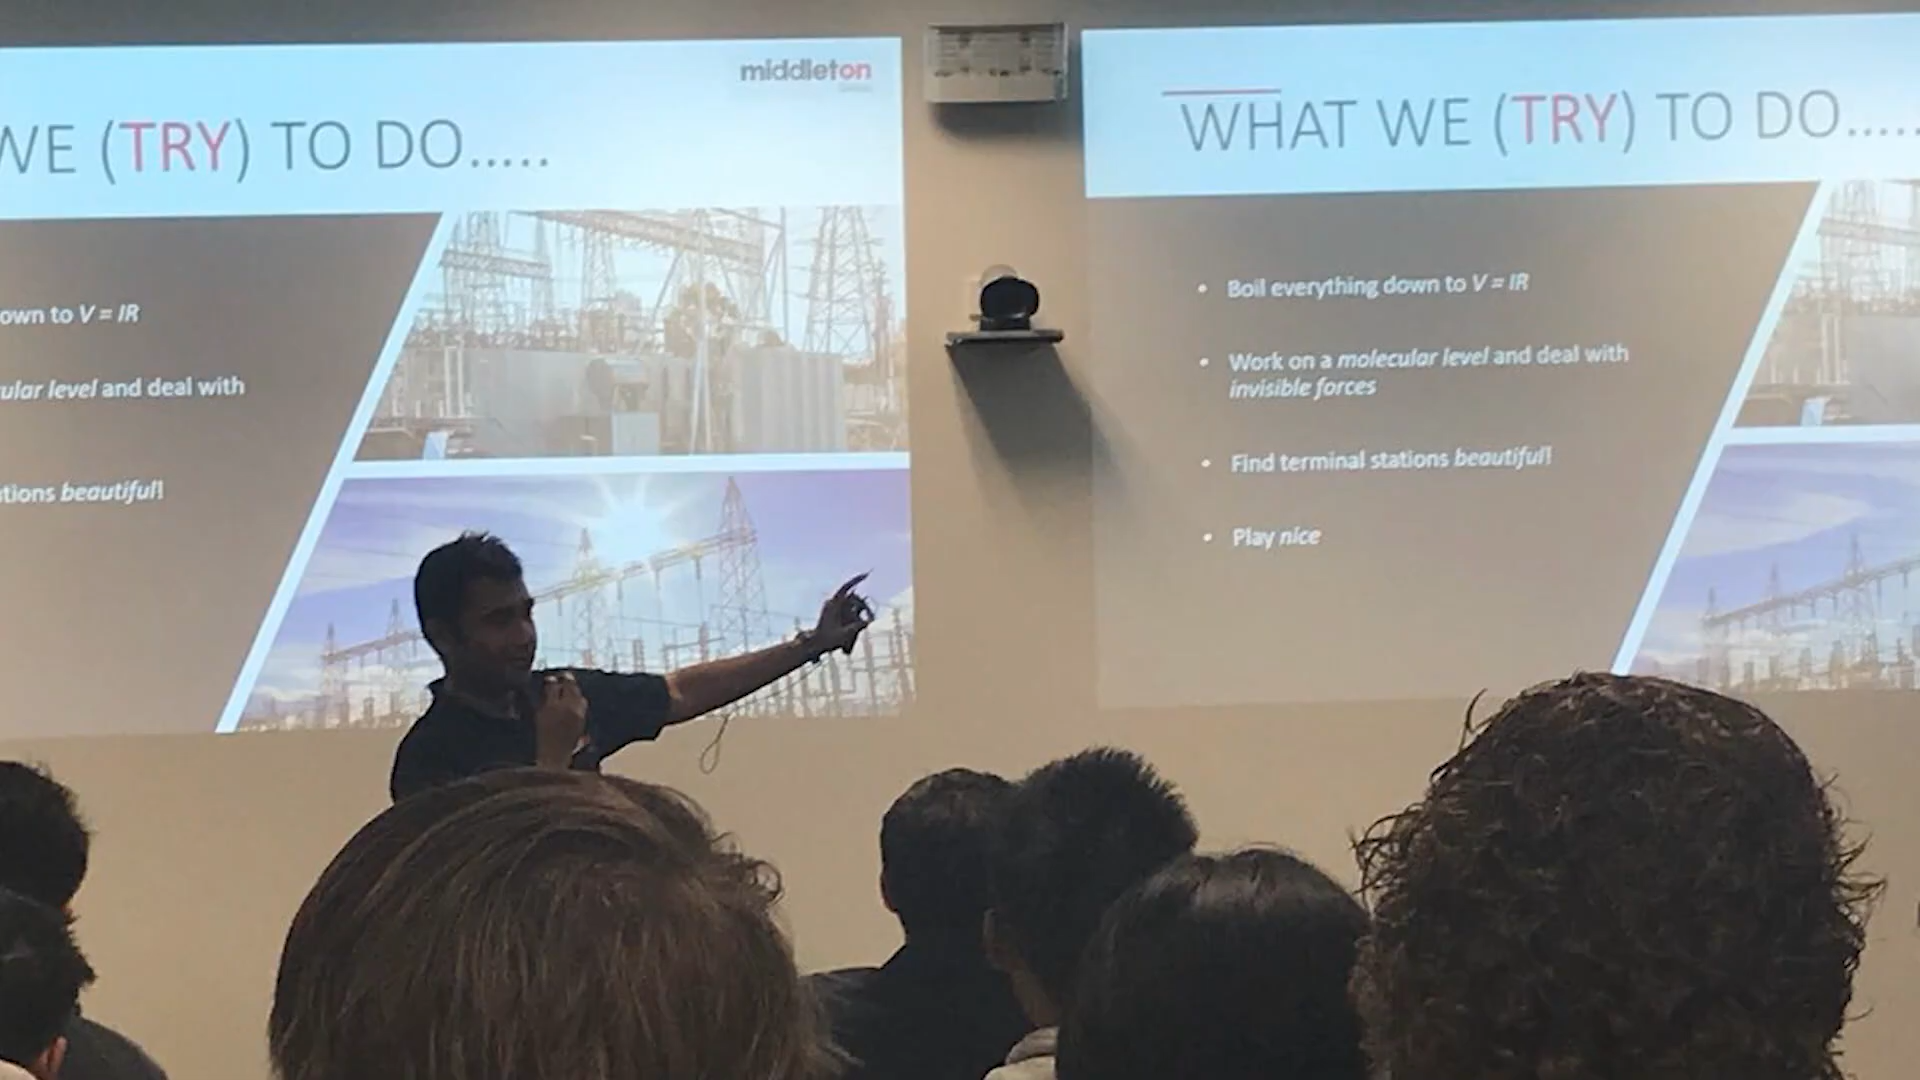 middleton
WE (TRY) TO DO.....
own to V = IR
ular level and deal with
tions beautiful!
WHAT WE (TRY) TO DO.....
• Boil everything down to V = IR
• Work on a molecular level and deal with
invisible forces
• Find terminal stations beautiful!
• Play nice